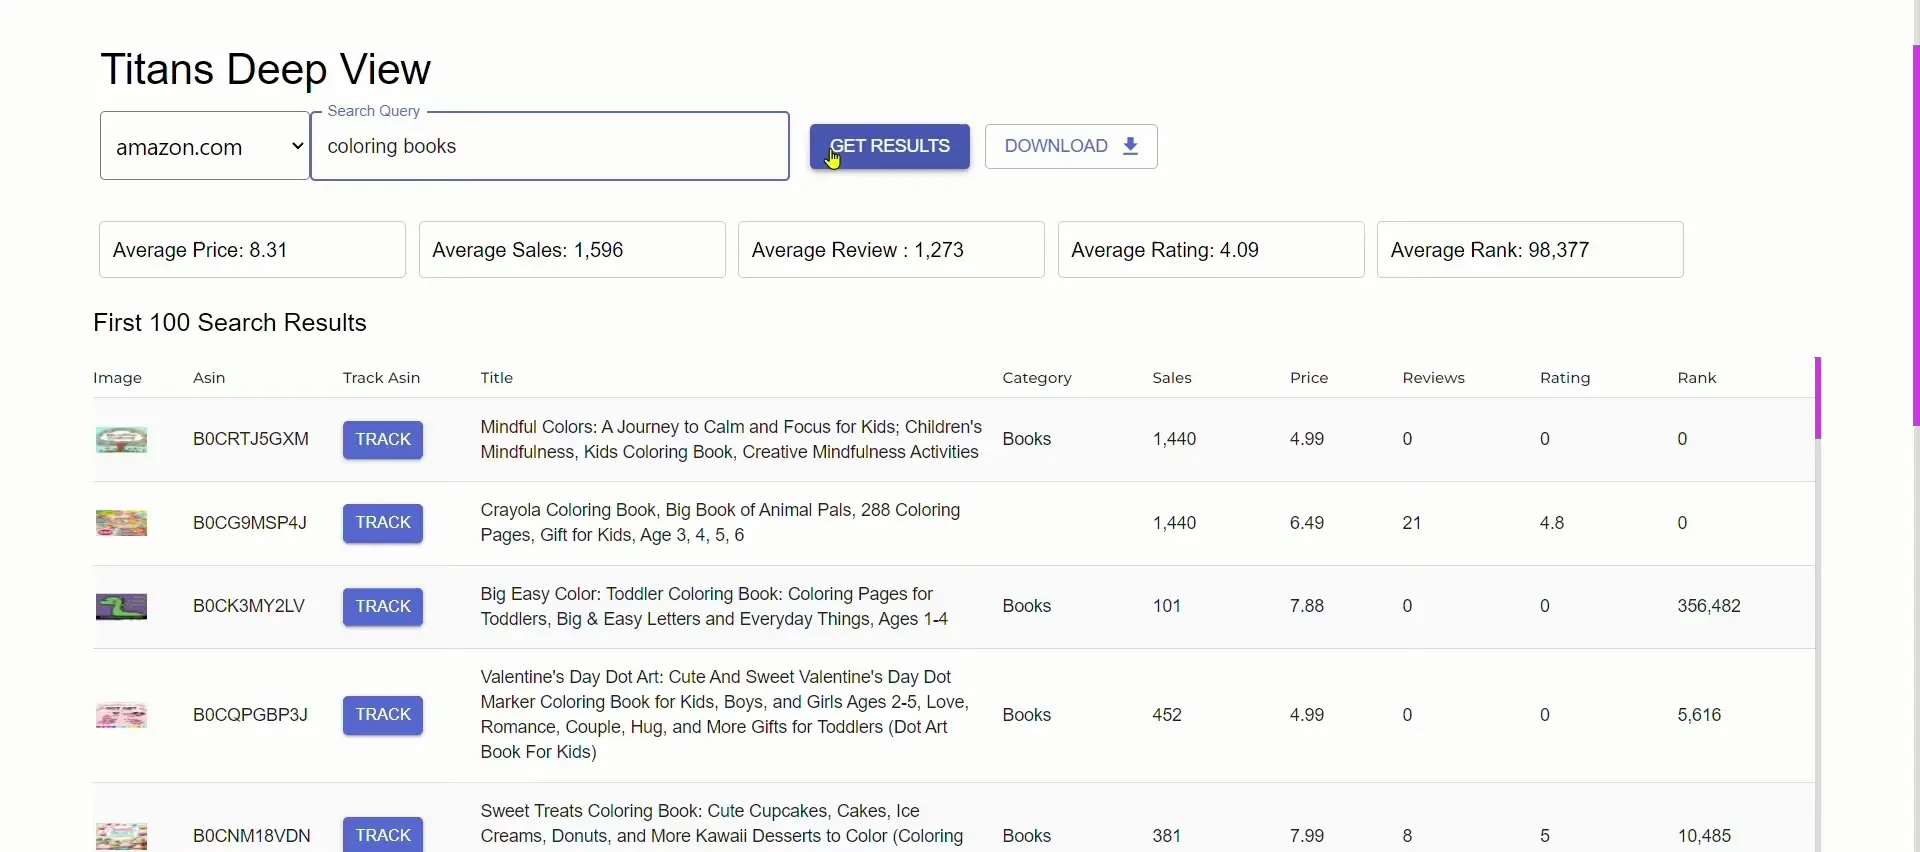 Titans Deep View
Search Query
amazon.com
coloring books
GET RESULTS
DOWNLOAD
Average Price: 8.31
Average Sales: 1,596
Average Review : 1,273
Average Rating: 4.09
Average Rank: 98,377
First 100 Search Results
Image Asin Track Asin Title Category Sales Price Reviews Rating Rank
Mindful Colors: A Journey to Calm and Focus for Kids; Children's
B0CRTJ5GXM TRACK Books 1,440 4.99 0 0 0
Mindfulness, Kids Coloring Book, Creative Mindfulness Activities
Crayola Coloring Book, Big Book of Animal Pals, 288 Coloring
B0CG9MSP4J TRACK 1,440 6.49 21 4.8 0
Pages, Gift for Kids, Age 3, 4, 5, 6
Big Easy Color: Toddler Coloring Book: Coloring Pages for
B0CK3MY2LV TRACK Books 101 7.88 0 0 356,482
Toddlers, Big & Easy Letters and Everyday Things, Ages 1-4
Valentine's Day Dot Art: Cute And Sweet Valentine's Day Dot
Marker Coloring Book for Kids, Boys, and Girls Ages 2-5, Love,
B0CQPGBP3J TRACK Books 452 4.99 0 0 5,616
Romance, Couple, Hug, and More Gifts for Toddlers (Dot Art
Book For Kids)
Sweet Treats Coloring Book: Cute Cupcakes, Cakes, Ice
B0CNM18VDN TRACK Creams, Donuts, and More Kawaii Desserts to Color (Coloring Books 381 7.99 8 5 10,485